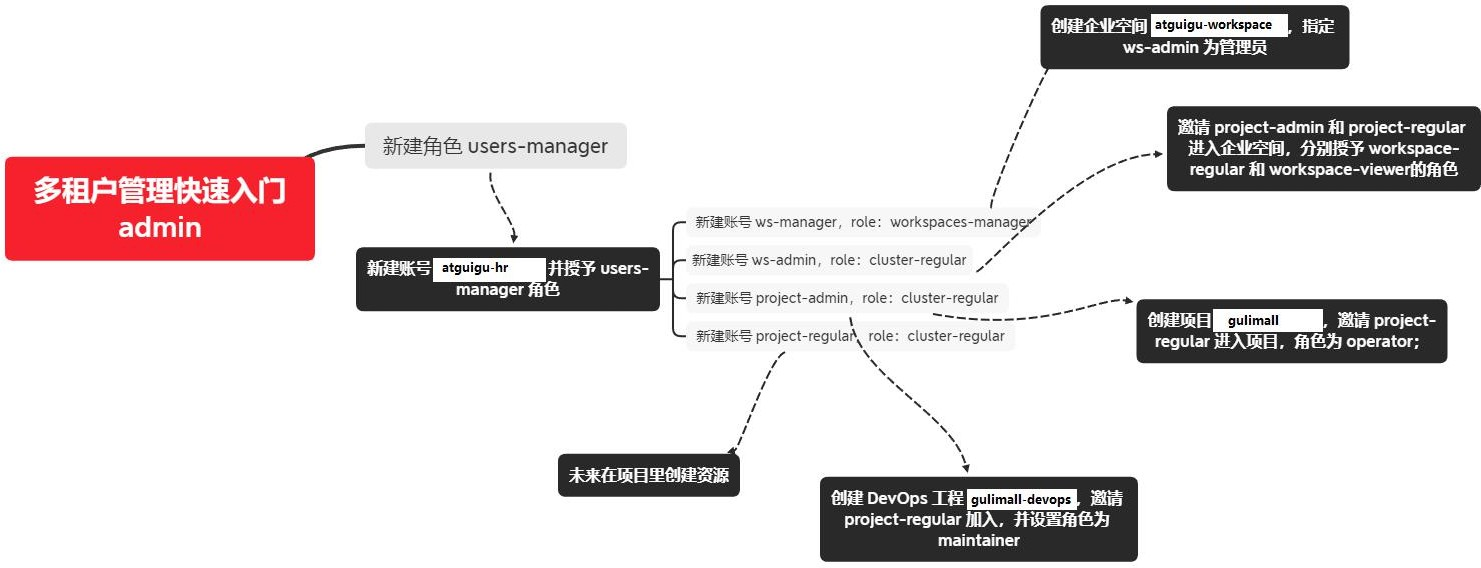 多租户管理快速入门
admin
新建角色 users-manager
新建账号 atguigu-hr 并授予 users-
manager 角色
新建账号 ws-manager，role：workspaces-manager
新建账号 ws-admin，role：cluster-regular
新建账号 project-admin，role：cluster-regular
新建账号 project-regular，role：cluster-regular
创建企业空间 atguigu-workspace ，指定
ws-admin 为管理员
邀请 project-admin 和 project-regular
进入企业空间，分别授予 workspace-
regular 和 workspace-viewer的角色
创建项目 gulimall ，邀请 project-
regular 进入项目，角色为 operator；
未来在项目里创建资源
创建 DevOps 工程 gulimall-devops，邀请
project-regular 加入，并设置角色为
maintainer